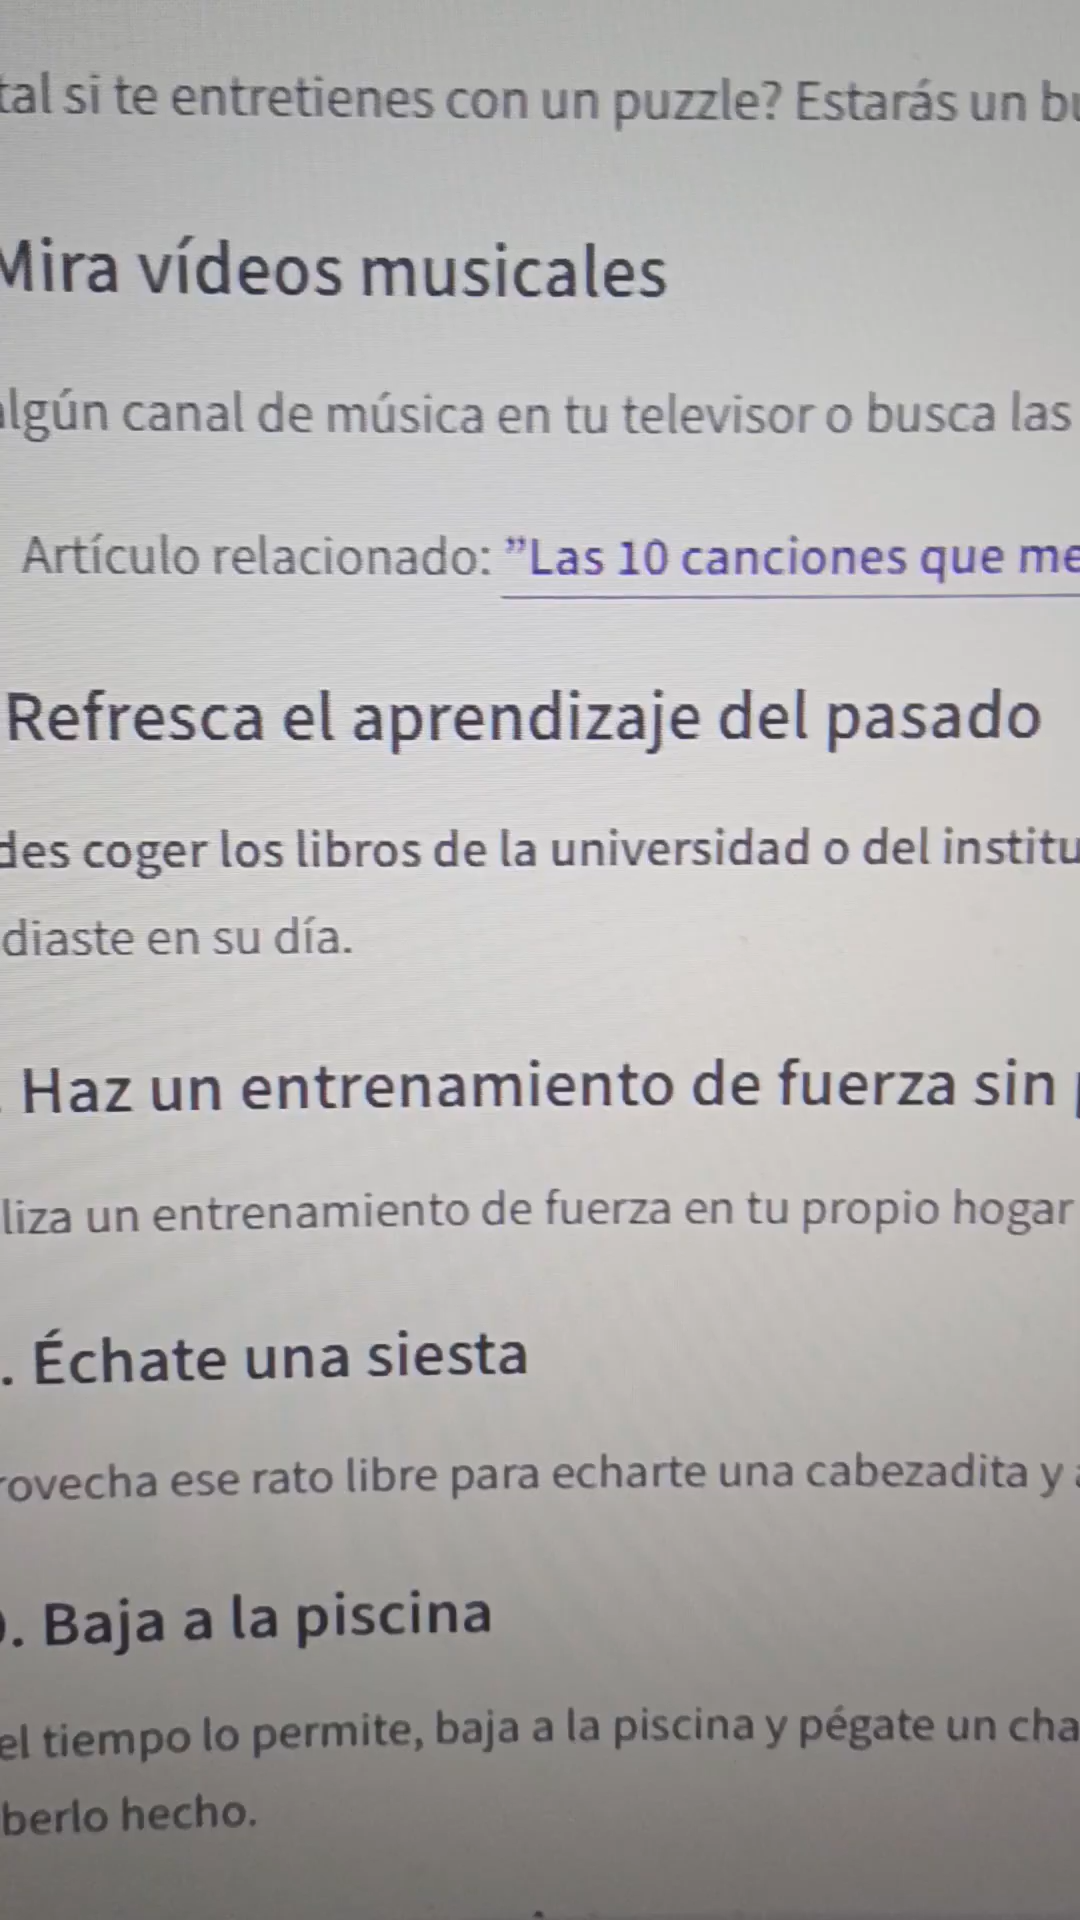 tal si te entretienes con un puzzle? Estarás un
Mira vídeos musicales
algún canal de música en tu televisor o busca las
Artículo relacionado: ”Las 10 canciones que me
Refresca el aprendizaje del pasado
des coger los libros de la universidad o del institu
diaste en su día.
. Haz un entrenamiento de fuerza sin
liza un entrenamiento de fuerza en tu propio hogar
. Échate una siesta
rovecha ese rato libre para echarte una cabezadita y
. Baja a la piscina
el tiempo lo permite, baja a la piscina y pégate un cha
berlo hecho.